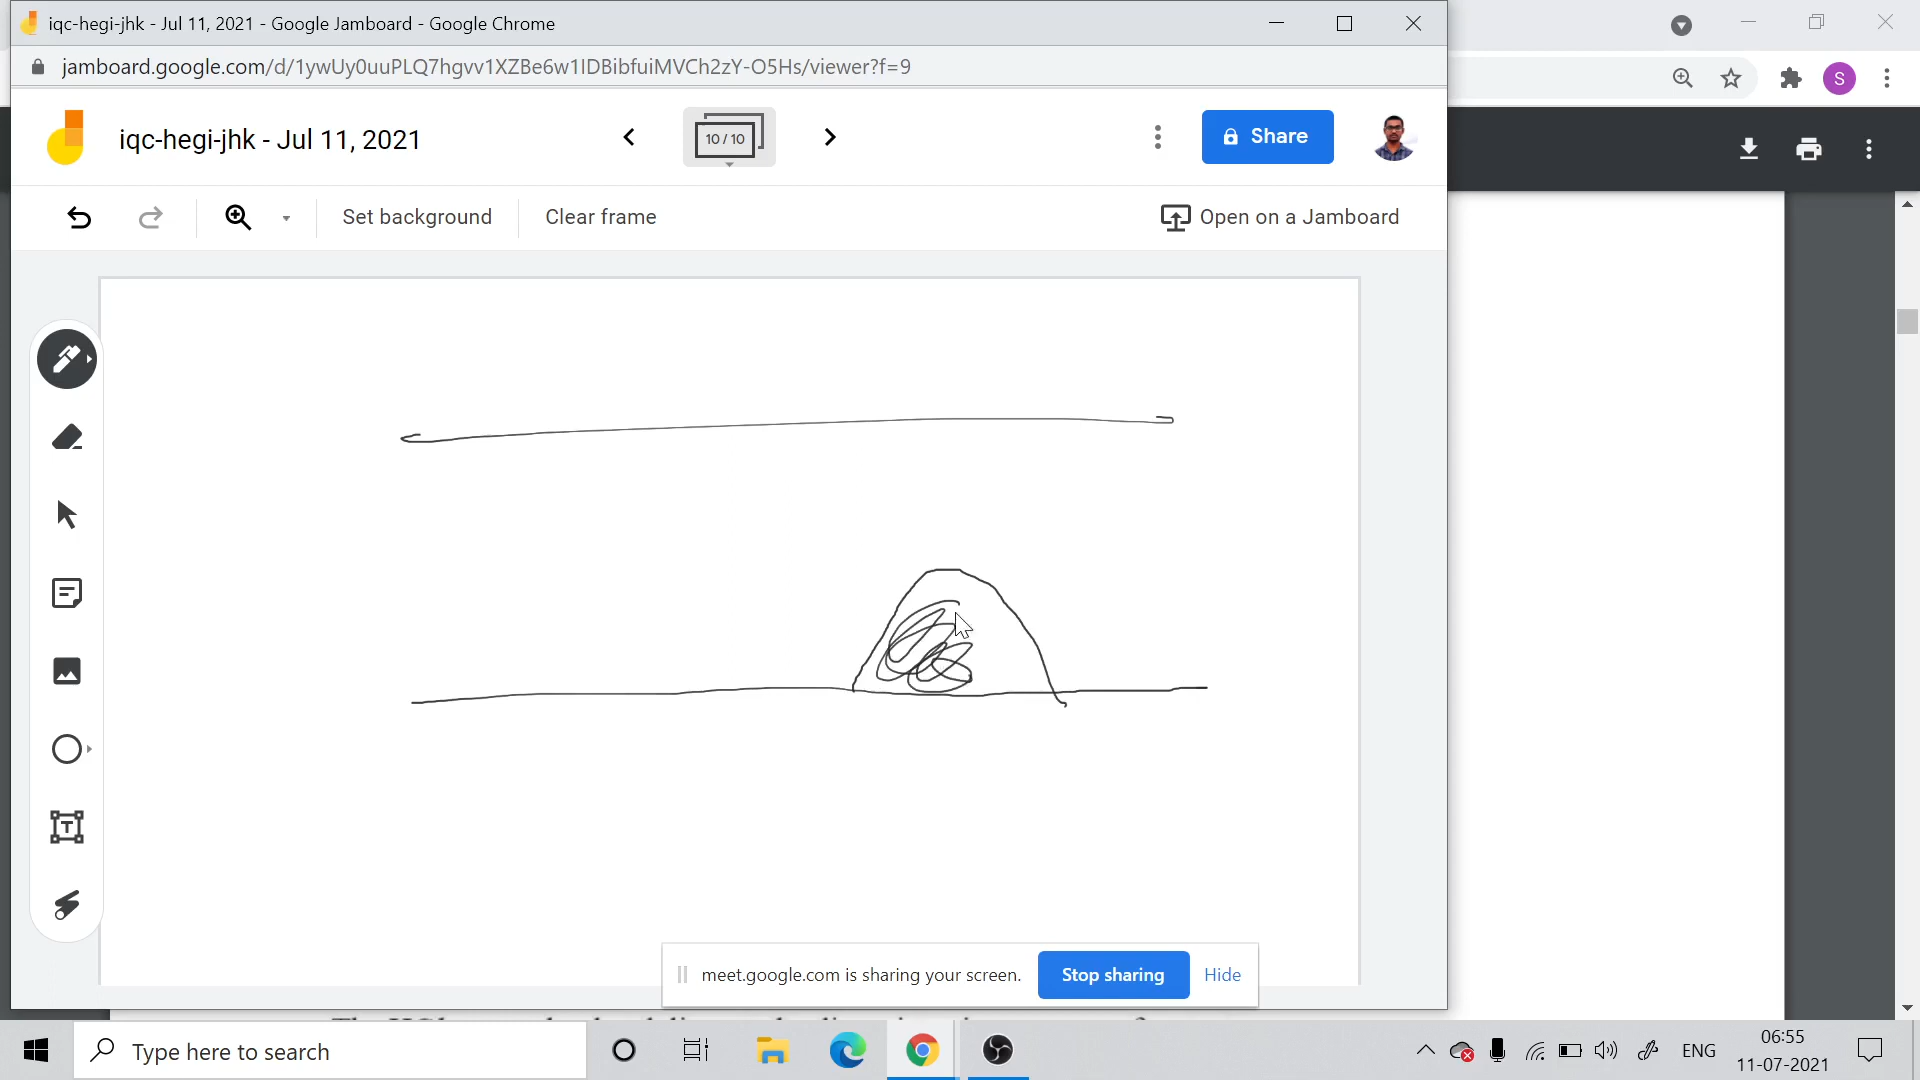 iqc-hegi-jhk - Jul 11, 2021 - Google Jamboard - Google Chrome
jamboard.google.com/d/1ywUy0uuPLQ7hgvv1XZBe6w1IDBibfuiMVCh2zY-O5Hs/viewer?f=9
S
iqc-hegi-jhk - Jul 11, 2021
10 / 10
Share
Set background
Clear frame
Open on a Jamboard
meet.google.com is sharing your screen.
Stop sharing
Hide
Type here to search
ENG
06:55
11-07-2021